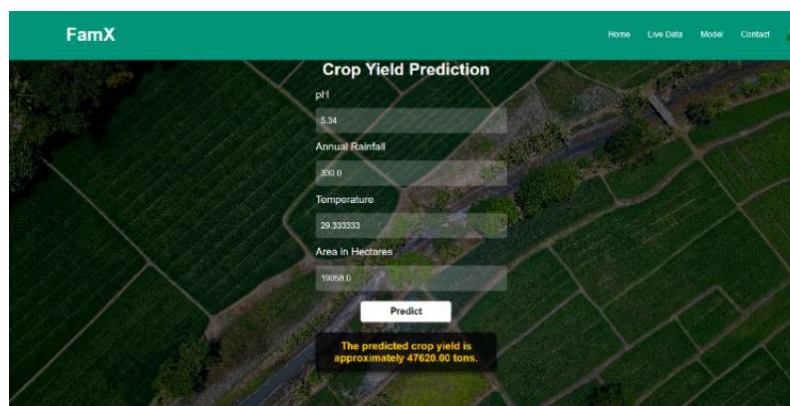 FamX
Home Live Data Model Contact
Crop Yield Prediction
pH
5.34
Annual Rainfall
330.0
Temperature
29.333333
Area in Hectares
19058.0
Predict
The predicted crop yield is
approximately 47620.00 tons.